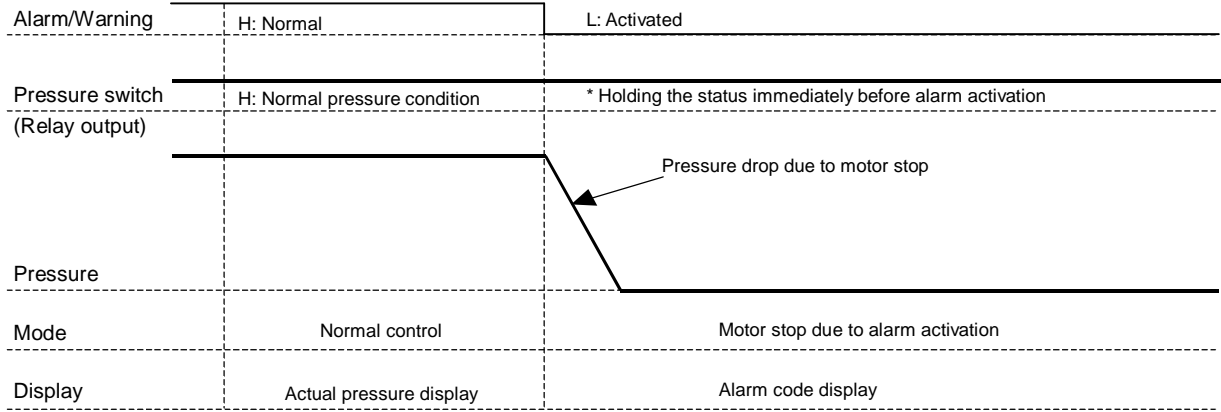 Alarm/Warning
H: Normal
L: Activated
Pressure switch
(Relay output)
H: Normal pressure condition
* Holding the status immediately before alarm activation
Pressure drop due to motor stop
Pressure
Mode
Normal control
Motor stop due to alarm activation
Display
Actual pressure display
Alarm code display